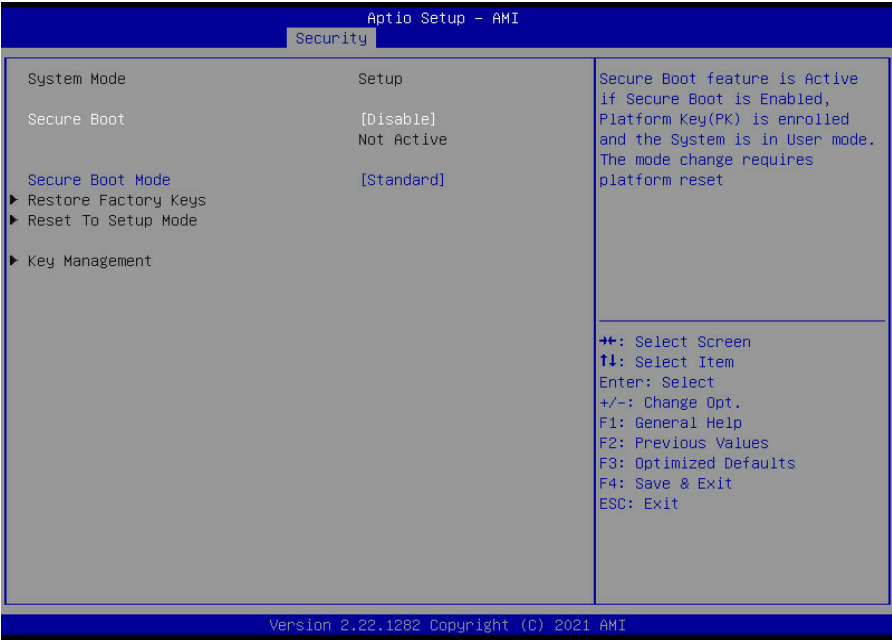 Aptio Setup – AMI
Security
System Mode Setup
Secure Boot [Disable]
Not Active
Secure Boot Mode [Standard]
▶ Restore Factory Keys
▶ Reset To Setup Mode
▶ Key Management
Secure Boot feature is Active
if Secure Boot is Enabled,
Platform Key(PK) is enrolled
and the System is in User mode.
The mode change requires
platform reset
→←: Select Screen
↑↓: Select Item
Enter: Select
+/-: Change Opt.
F1: General Help
F2: Previous Values
F3: Optimized Defaults
F4: Save & Exit
ESC: Exit
Version 2.22.1282 Copyright (C) 2021 AMI